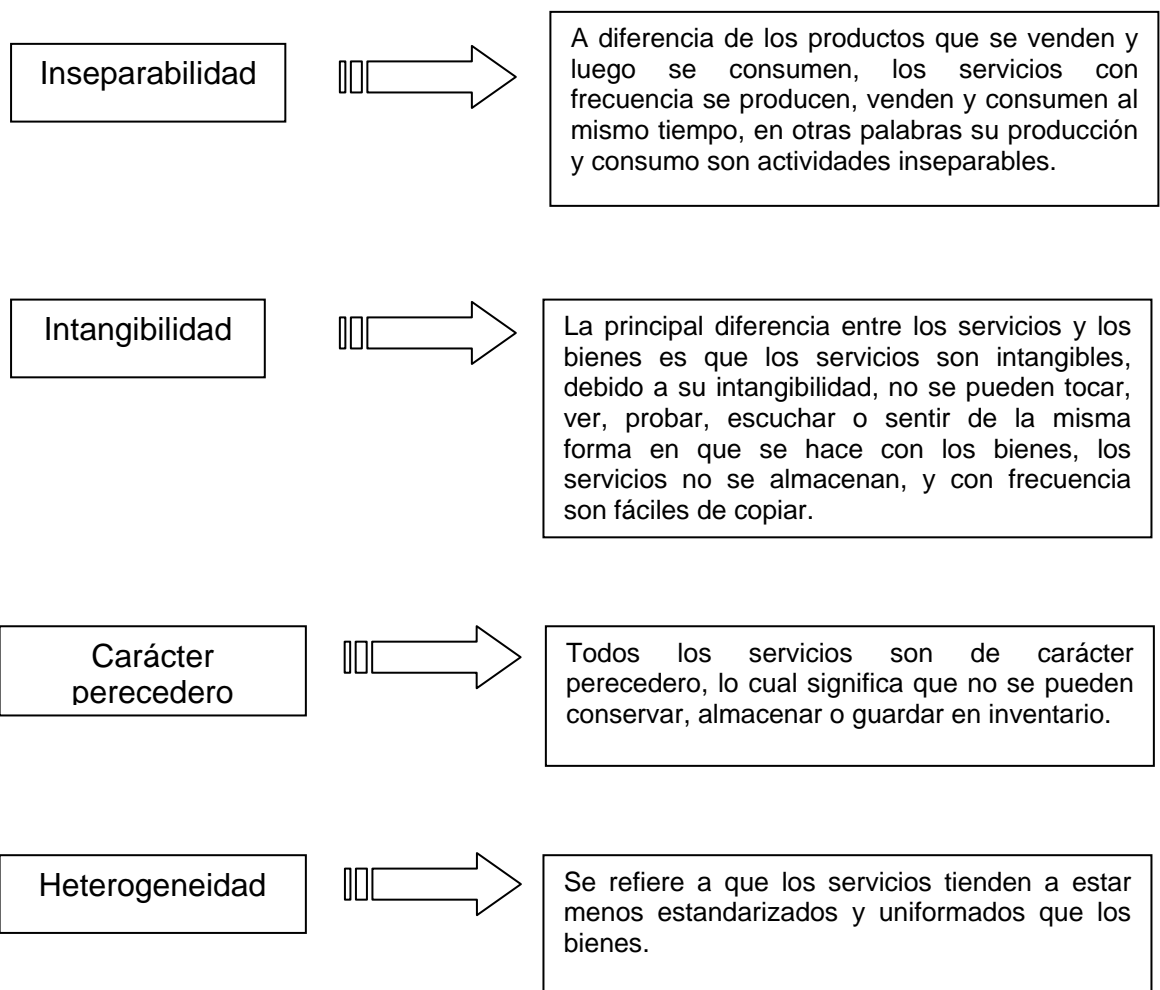 Inseparabilidad
A diferencia de los productos que se venden y
luego se consumen, los servicios con
frecuencia se producen, venden y consumen al
mismo tiempo, en otras palabras su producción
y consumo son actividades inseparables.
Intangibilidad
La principal diferencia entre los servicios y los
bienes es que los servicios son intangibles,
debido a su intangibilidad, no se pueden tocar,
ver, probar, escuchar o sentir de la misma
forma en que se hace con los bienes, los
servicios no se almacenan, y con frecuencia
son fáciles de copiar.
Carácter
perecedero
Todos los servicios son de carácter
perecedero, lo cual significa que no se pueden
conservar, almacenar o guardar en inventario.
Heterogeneidad
Se refiere a que los servicios tienden a estar
menos estandarizados y uniformados que los
bienes.